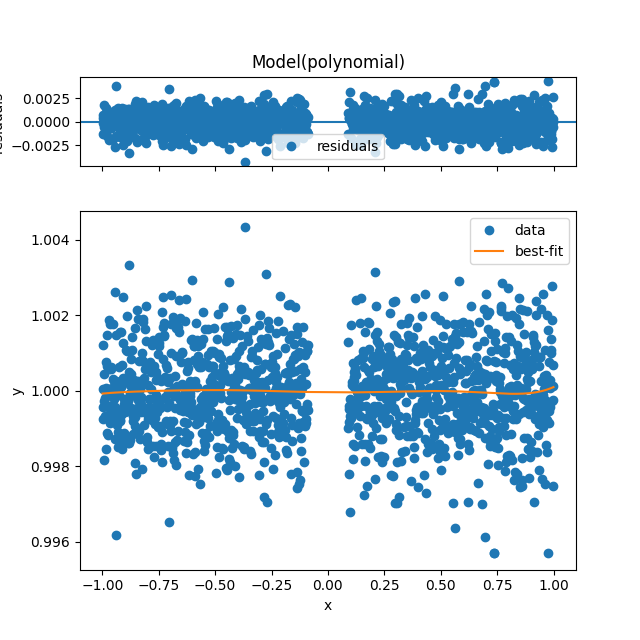 Model(polynomial)
0.0025
0.0000
−0.0025
residuals
residuals
1.004
1.002
1.000
0.998
0.996
y
data
best-fit
−1.00 −0.75 −0.50 −0.25 0.00 0.25 0.50 0.75 1.00
x